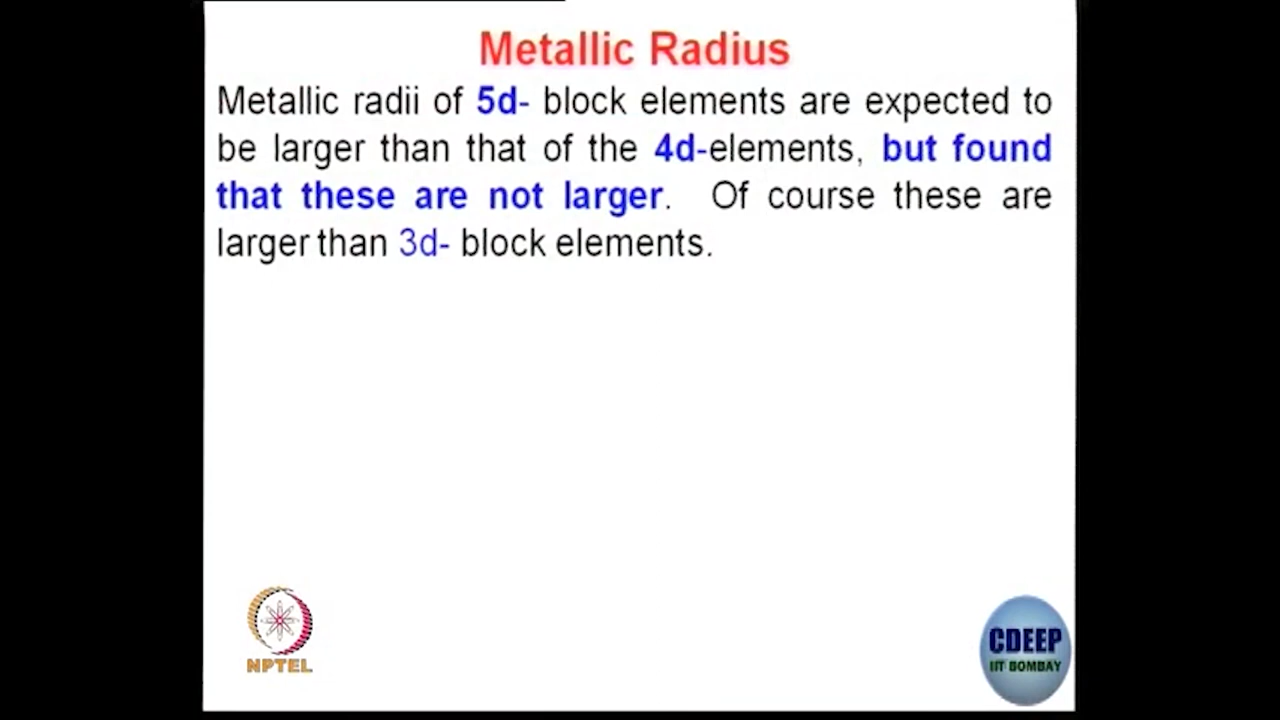 Metallic Radius
Metallic radii of 5d- block elements are expected to
be larger than that of the 4d-elements, but found
that these are not larger. Of course these are
larger than 3d- block elements.
NPTEL
CDEEP
IIT BOMBAY